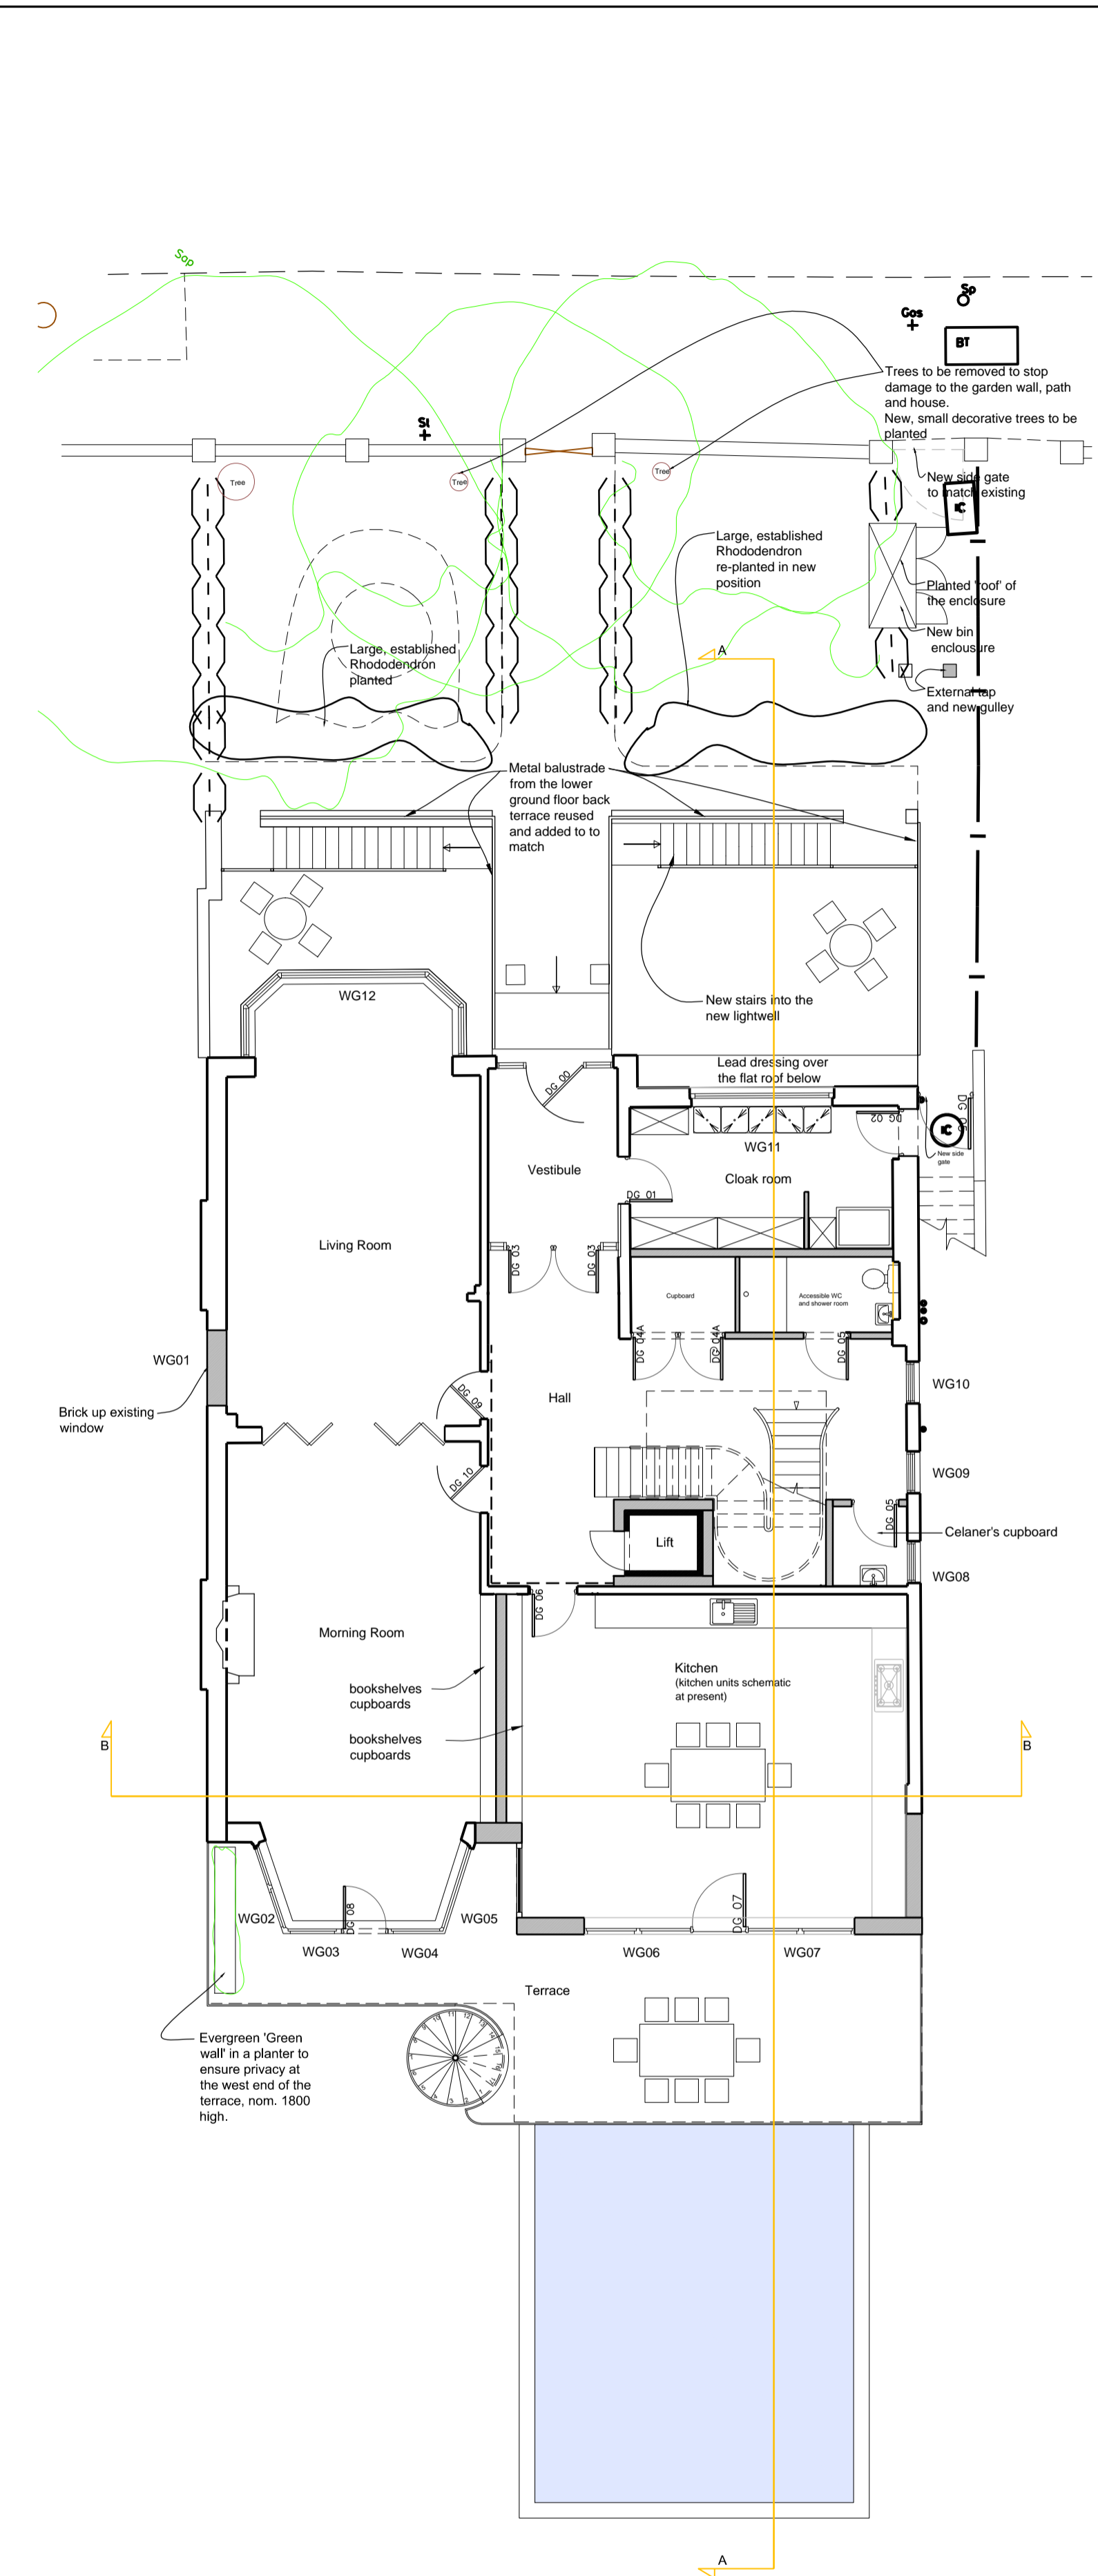 Sop
Sp
Gos
BT
Trees to be removed to stop
damage to the garden wall, path
and house.
New, small decorative trees to be
planted
Sl
Tree
Tree
Tree
New side gate
to match existing
IC
Large, established
Rhododendron
re-planted in new
position
Planted 'roof' of
the enclosure
New bin
enclousure
Large, established
Rhododendron
planted
A
External tap
and new gulley
Metal balustrade
from the lower
ground floor back
terrace reused
and added to to
match
WG12
New stairs into the
new lightwell
Lead dressing over
the flat roof below
DG 00
DG 02
DG 06
IC
New side
gate
WG11
Vestibule
Cloak room
DG 01
Living Room
DG 03
DG 03
Cupboard
Accessible WC
and shower room
DG 04A
DG 04A
DG 05
WG01
Brick up existing
window
DG 09
Hall
WG10
DG 10
WG09
DG 05
Lift
Celaner's cupboard
WG08
DG 06
Morning Room
Kitchen
(kitchen units schematic
at present)
bookshelves
cupboards
bookshelves
cupboards
B
B
WG02
DG 08
WG05
DG 07
WG03
WG04
WG06
WG07
Terrace
Evergreen 'Green
wall' in a planter to
ensure privacy at
the west end of the
terrace, nom. 1800
high.
A